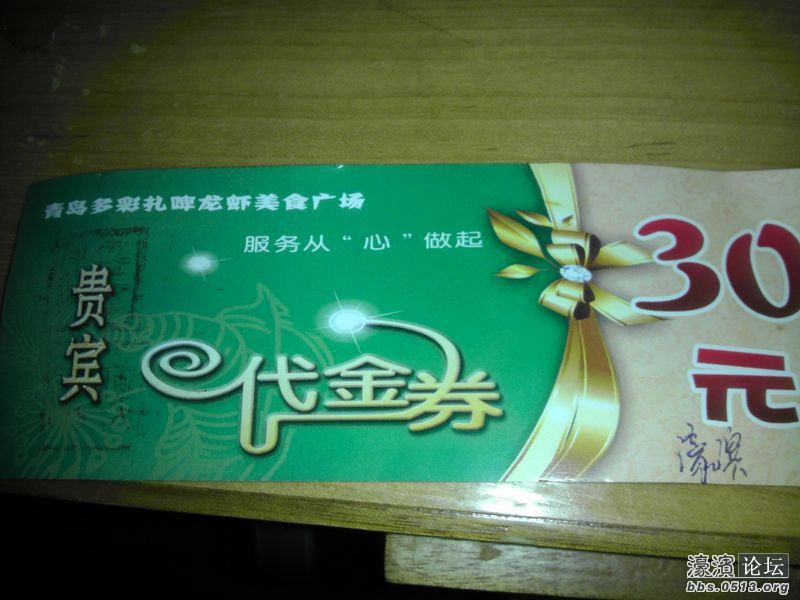 青岛多彩扎啤龙虾美食广场
服务从“心”做起
贵宾
代金券
30
元
濠滨论坛
bbs.0513.org